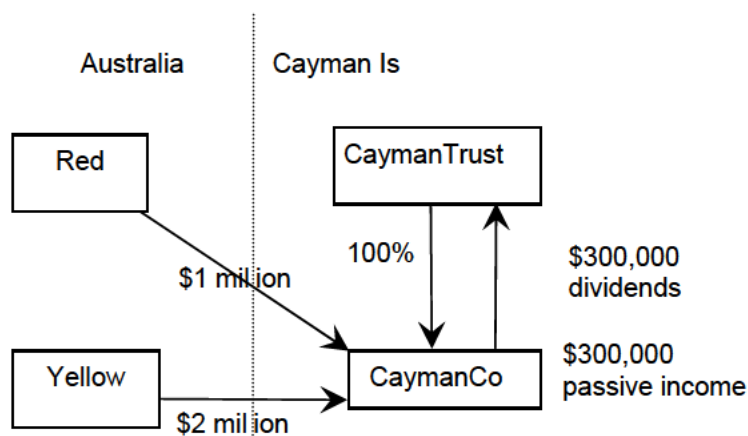 Australia
Cayman Is
Red
CaymanTrust
$1 million
100%
$300,000
dividends
Yellow
CaymanCo
$300,000
passive income
$2 million